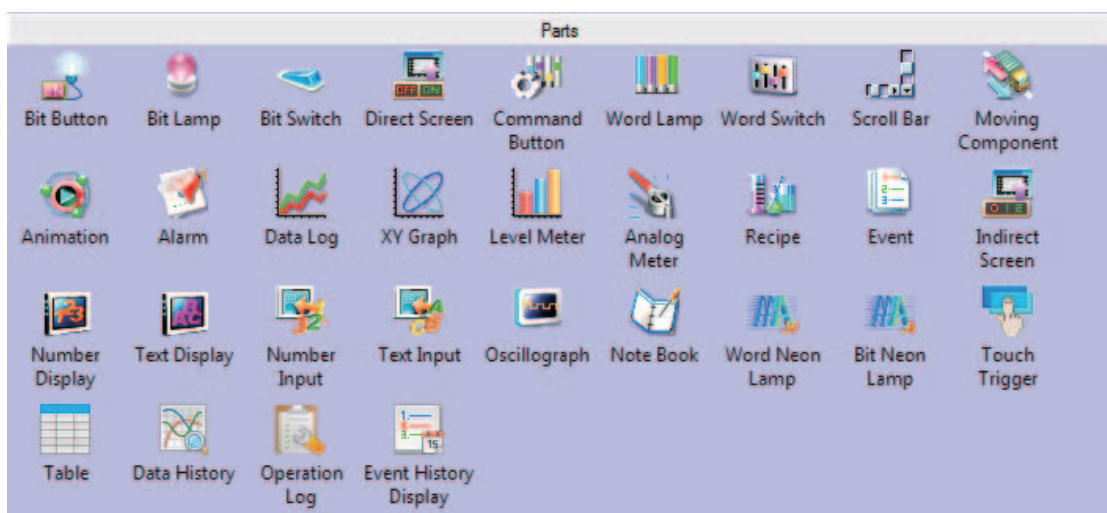 Parts
Bit Button Bit Lamp Bit Switch Direct Screen Command Button Word Lamp Word Switch Scroll Bar Moving Component
Animation Alarm Data Log XY Graph Level Meter Analog Meter Recipe Event Indirect Screen
Number Display Text Display Number Input Text Input Oscillograph Note Book Word Neon Lamp Bit Neon Lamp Touch Trigger
Table Data History Operation Log Event History Display